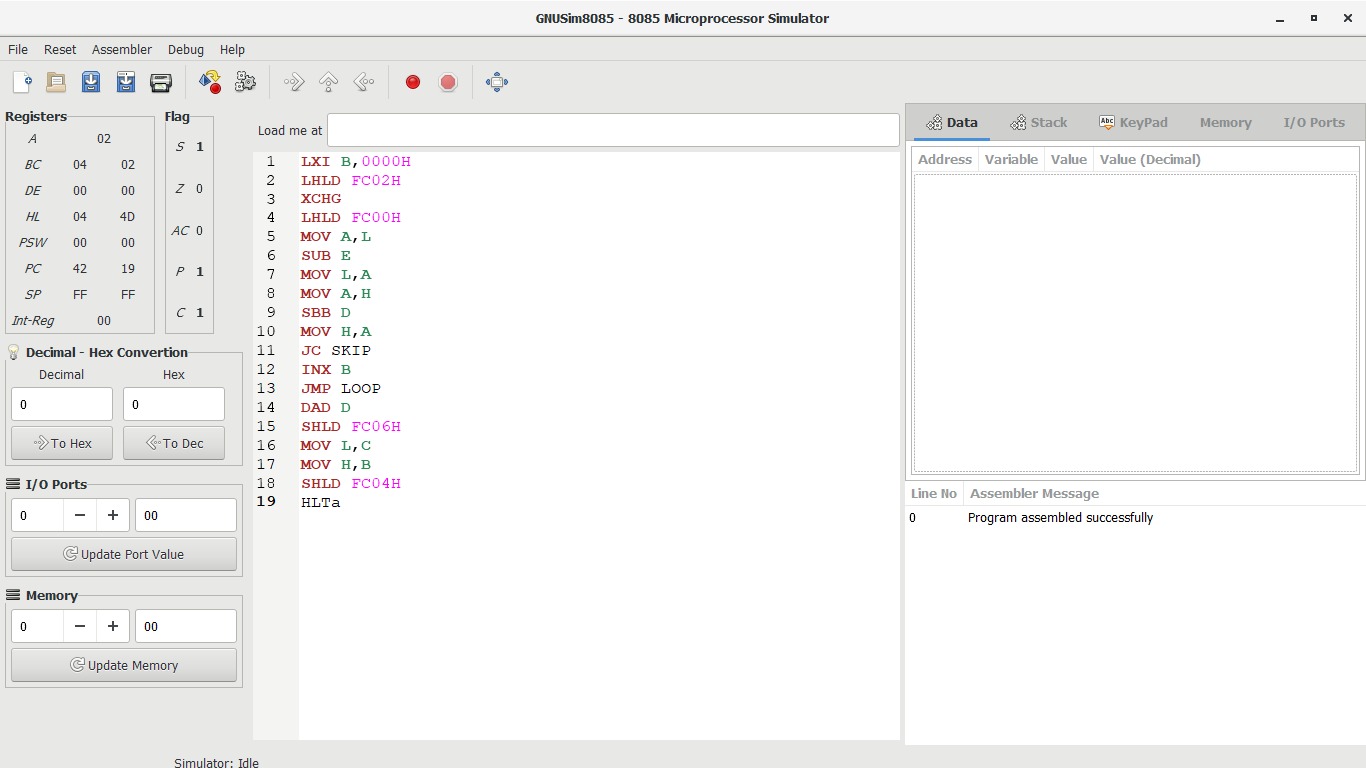 GNUSim8085 - 8085 Microprocessor Simulator
File Reset Assembler Debug Help
Registers
A 02
BC 04 02
DE 00 00
HL 04 4D
PSW 00 00
PC 42 19
SP FF FF
Int-Reg 00
Flag
S 1
Z 0
AC 0
P 1
C 1
Decimal - Hex Convertion
Decimal Hex
0 0
To Hex To Dec
I/O Ports
0 − + 00
Update Port Value
Memory
0 − + 00
Update Memory
Load me at
1 LXI B,0000H
2 LHLD FC02H
3 XCHG
4 LHLD FC00H
5 MOV A,L
6 SUB E
7 MOV L,A
8 MOV A,H
9 SBB D
10 MOV H,A
11 JC SKIP
12 INX B
13 JMP LOOP
14 DAD D
15 SHLD FC06H
16 MOV L,C
17 MOV H,B
18 SHLD FC04H
19 HLTa
Data Stack Abc KeyPad Memory I/O Ports
Address Variable Value Value (Decimal)
Line No Assembler Message
0 Program assembled successfully
Simulator: Idle